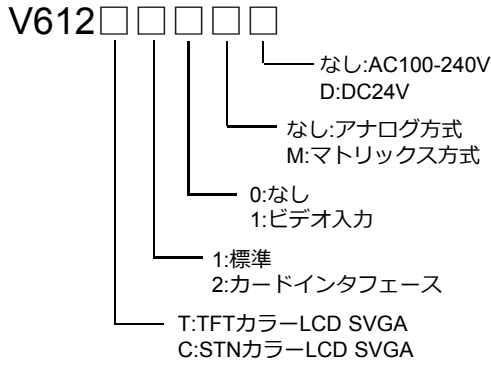 V612□□□□□
なし:AC100-240V
D:DC24V
なし:アナログ方式
M:マトリックス方式
0:なし
1:ビデオ入力
1:標準
2:カードインタフェース
T:TFTカラーLCD SVGA
C:STNカラーLCD SVGA